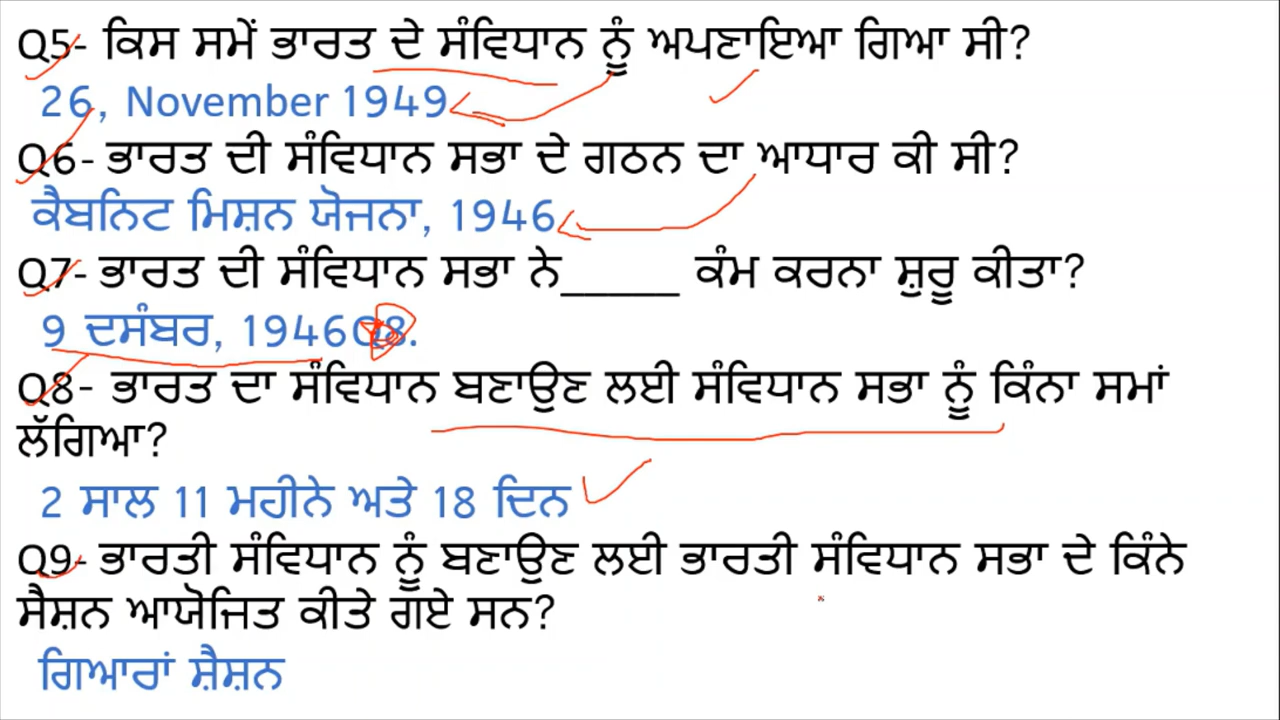 Q5- ਕਿਸ ਸਮੇਂ ਭਾਰਤ ਦੇ ਸੰਵਿਧਾਨ ਨੂੰ ਅਪਣਾਇਆ ਗਿਆ ਸੀ?
26, November 1949
Q6- ਭਾਰਤ ਦੀ ਸੰਵਿਧਾਨ ਸਭਾ ਦੇ ਗਠਨ ਦਾ ਆਧਾਰ ਕੀ ਸੀ?
ਕੈਬਨਿਟ ਮਿਸ਼ਨ ਯੋਜਨਾ, 1946
Q7- ਭਾਰਤ ਦੀ ਸੰਵਿਧਾਨ ਸਭਾ ਨੇ_____ ਕੰਮ ਕਰਨਾ ਸ਼ੁਰੂ ਕੀਤਾ?
9 ਦਸੰਬਰ, 1946Q8.
Q8- ਭਾਰਤ ਦਾ ਸੰਵਿਧਾਨ ਬਣਾਉਣ ਲਈ ਸੰਵਿਧਾਨ ਸਭਾ ਨੂੰ ਕਿੰਨਾ ਸਮਾਂ
ਲੱਗਿਆ?
2 ਸਾਲ 11 ਮਹੀਨੇ ਅਤੇ 18 ਦਿਨ
Q9- ਭਾਰਤੀ ਸੰਵਿਧਾਨ ਨੂੰ ਬਣਾਉਣ ਲਈ ਭਾਰਤੀ ਸੰਵਿਧਾਨ ਸਭਾ ਦੇ ਕਿੰਨੇ
ਸੈਸ਼ਨ ਆਯੋਜਿਤ ਕੀਤੇ ਗਏ ਸਨ?
ਗਿਆਰਾਂ ਸ਼ੈਸ਼ਨ